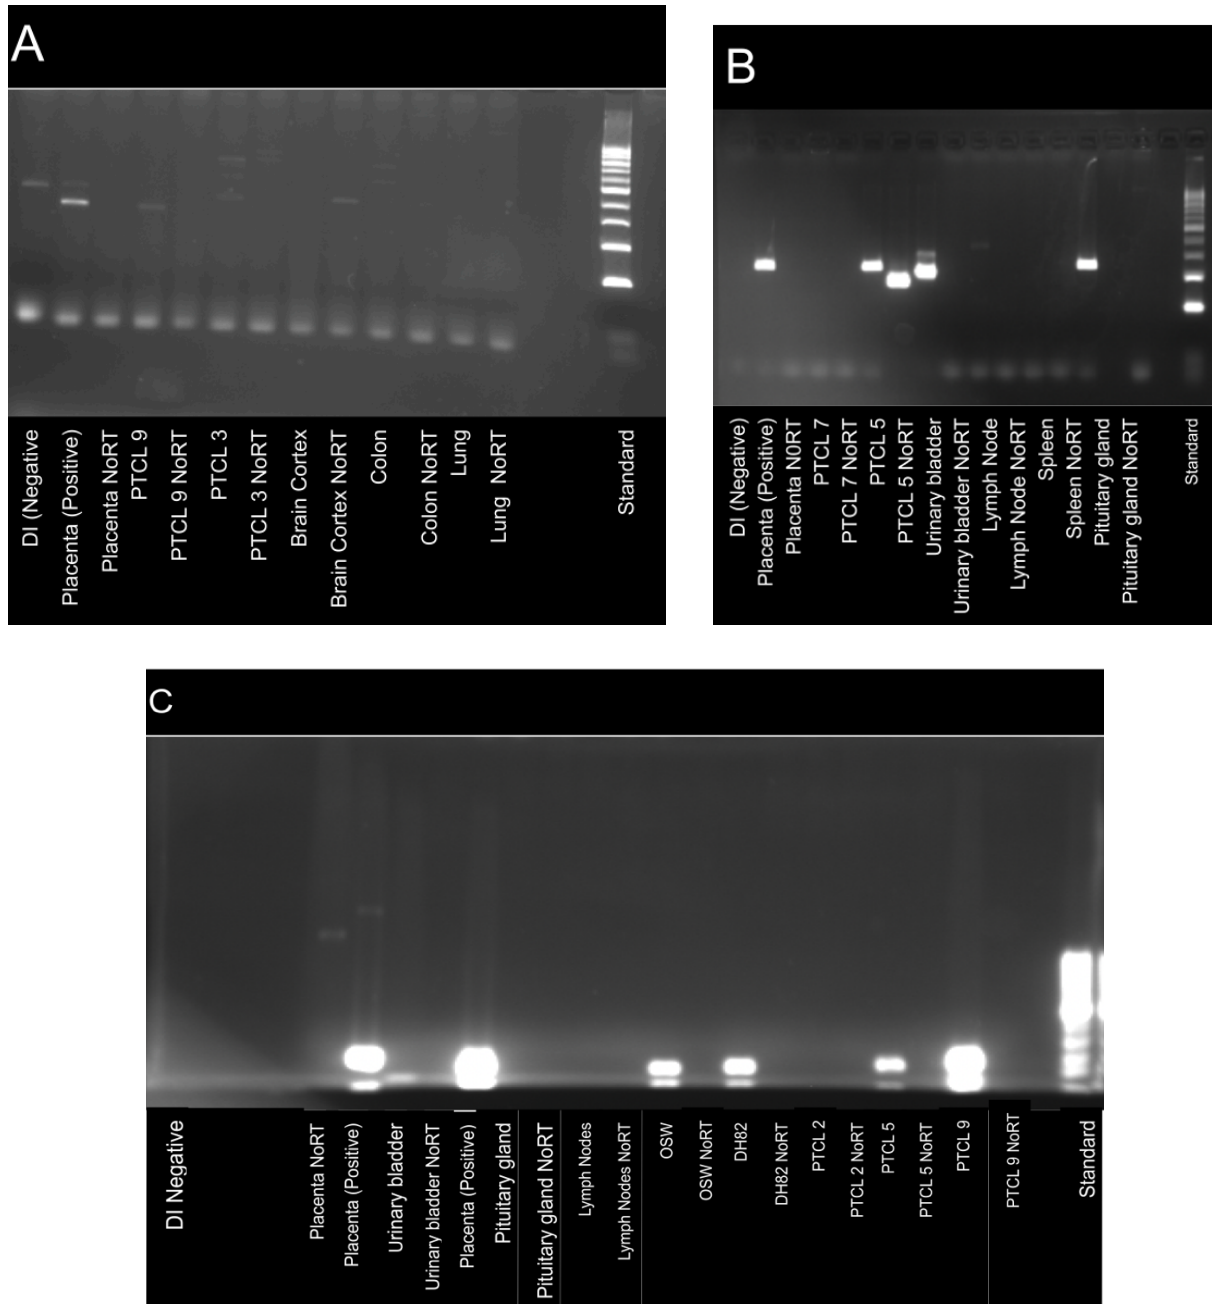 A
DI (Negative
Placenta (Positive)
Placenta NoRT
PTCL 9
PTCL 9 NoRT
PTCL 3
PTCL 3 NoRT
Brain Cortex
Brain Cortex NoRT
Colon
Colon NoRT
Lung
Lung NoRT
Standard
B
DI (Negative)
Placenta (Positive)
Placenta N0RT
PTCL 7
PTCL 7 NoRT
PTCL 5
PTCL 5 NoRT
Urinary bladder
Urinary bladder NoRT
Lymph Node
Lymph Node NoRT
Spleen
Spleen NoRT
Pituitary gland
Pituitary gland NoRT
Standard
C
DI Negative
Placenta NoRT
Placenta (Positive)
Urinary bladder
Urinary bladder NoRT
Placenta (Positive)
Pituitary gland
Pituitary gland NoRT
Lymph Nodes
Lymph Nodes NoRT
OSW
OSW NoRT
DH82
DH82 NoRT
PTCL 2
PTCL 2 NoRT
PTCL 5
PTCL 5 NoRT
PTCL 9
PTCL 9 NoRT
Standard